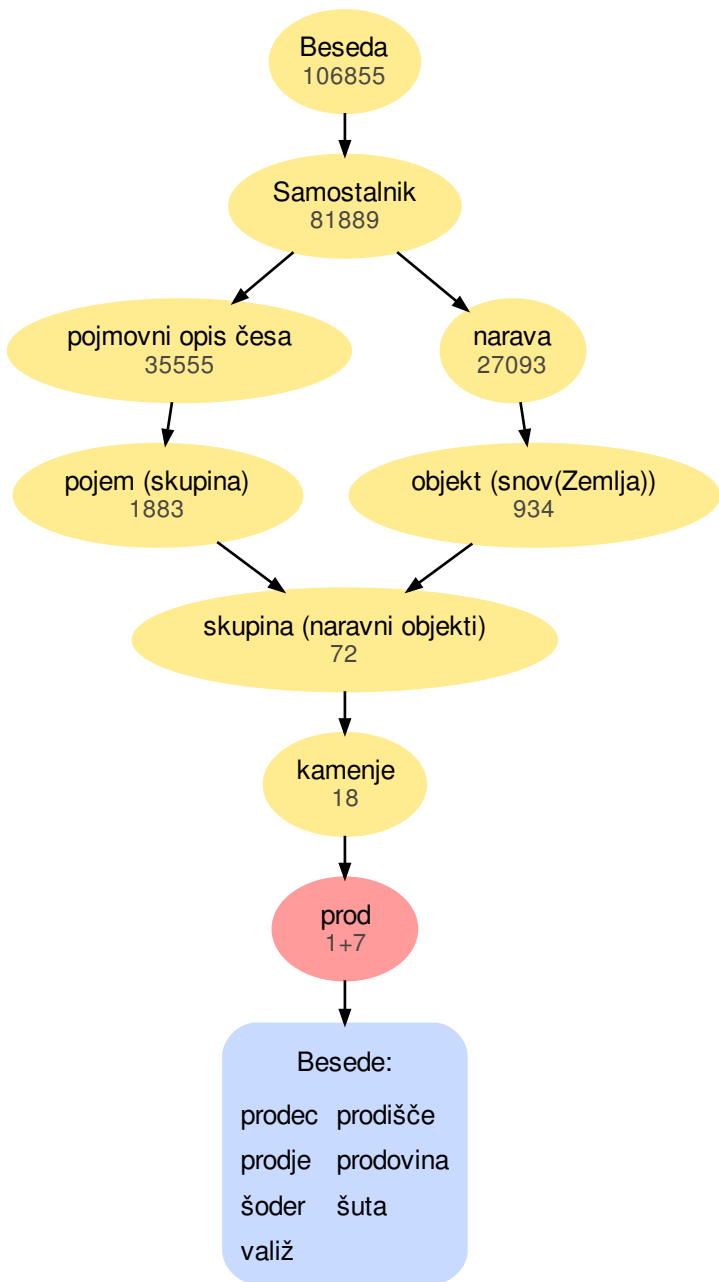 Beseda
106855
Samostalnik
81889
pojmovni opis česa
35555
narava
27093
pojem (skupina)
1883
objekt (snov(Zemlja))
934
skupina (naravni objekti)
72
kamenje
18
prod
1+7
Besede:
prodec prodišče
prodje prodovina
šoder šuta
valiž